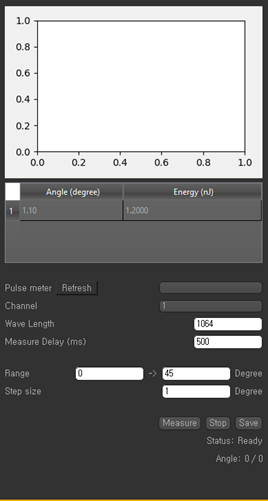 1.0
0.8
0.6
0.4
0.2
0.0
0.0 0.2 0.4 0.6 0.8 1.0
Angle (degree) Energy (nJ)
1 1.10 1.2000
Pulse meter Refresh
Channel 1
Wave Length 1064
Measure Delay (ms) 500
Range 0 -> 45 Degree
Step size 1 Degree
Measure Stop Save
Status: Ready
Angle: 0 / 0